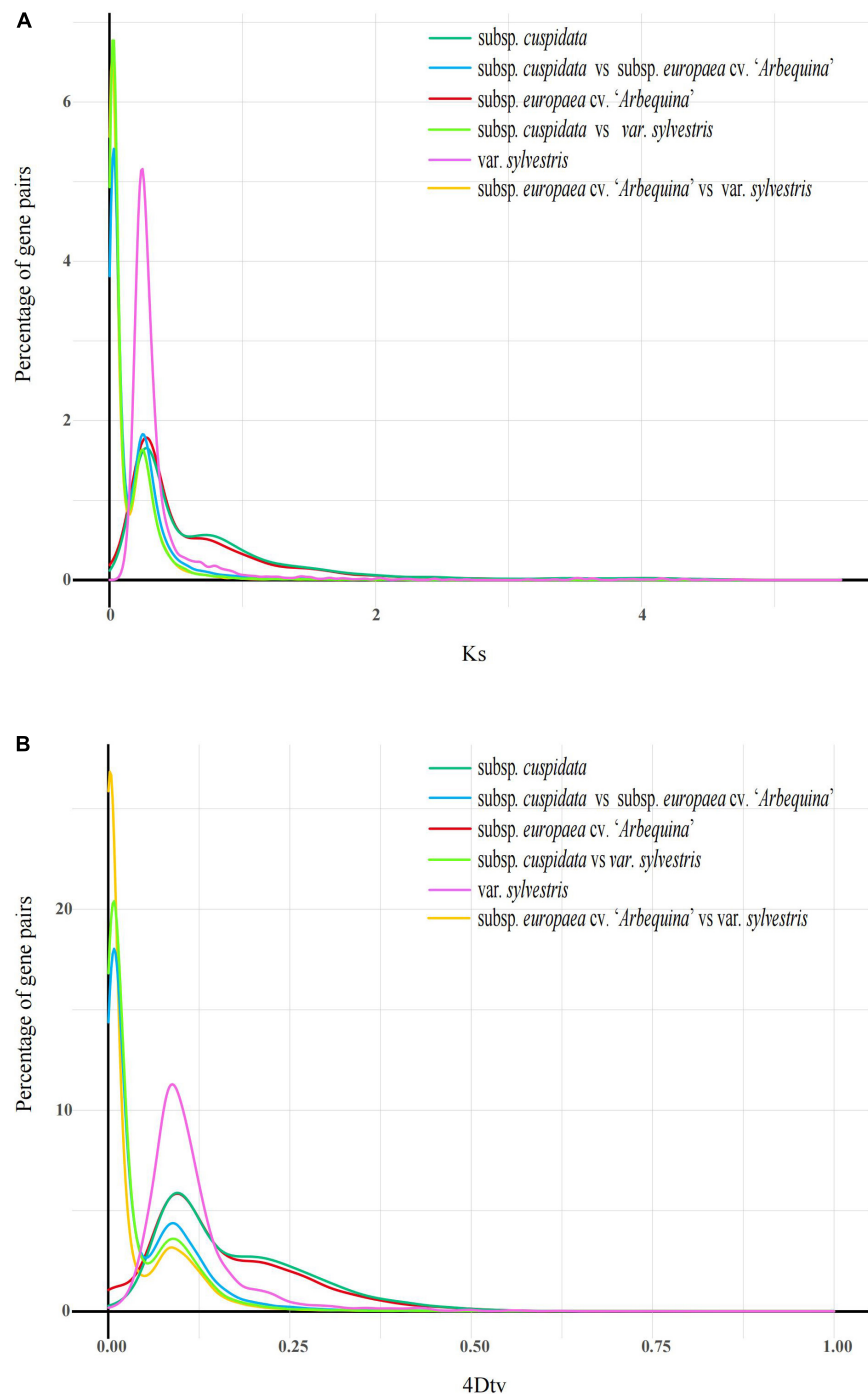 A
subsp. cuspidata
subsp. cuspidata vs subsp. europaea cv. ‘Arbequina’
subsp. europaea cv. ‘Arbequina’
subsp. cuspidata vs var. sylvestris
var. sylvestris
subsp. europaea cv. ‘Arbequina’ vs var. sylvestris
Percentage of gene pairs
6
4
2
0
0 2 4
Ks
B
subsp. cuspidata
subsp. cuspidata vs subsp. europaea cv. ‘Arbequina’
subsp. europaea cv. ‘Arbequina’
subsp. cuspidata vs var. sylvestris
var. sylvestris
subsp. europaea cv. ‘Arbequina’ vs var. sylvestris
Percentage of gene pairs
20
10
0
0.00 0.25 0.50 0.75 1.00
4Dtv